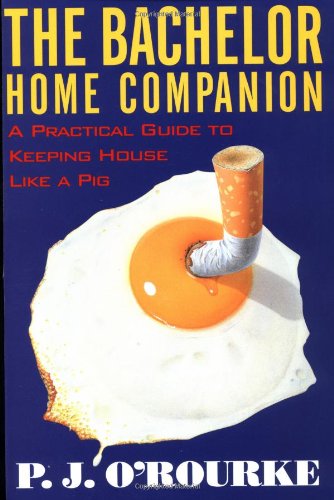 THE BACHELOR
HOME COMPANION
A PRACTICAL GUIDE TO
KEEPING HOUSE
LIKE A PIG
P. J. O'ROURKE